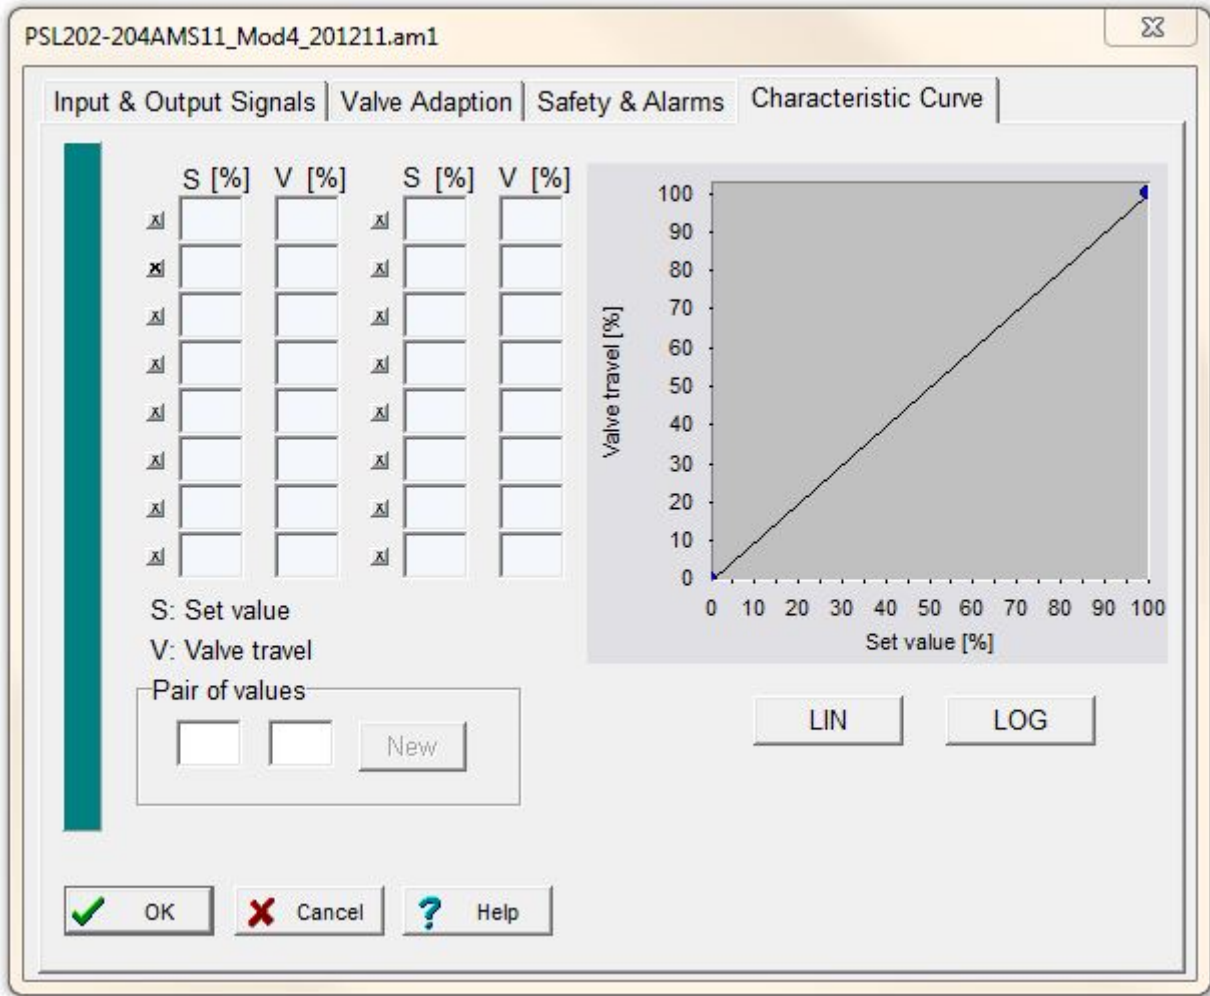 PSL202-204AMS11_Mod4_201211.am1
Input & Output Signals Valve Adaption Safety & Alarms Characteristic Curve
S [%] V [%] S [%] V [%]
x x
x x
x x
x x
x x
x x
x x
x x
S: Set value
V: Valve travel
Pair of values
New
Valve travel [%]
100
90
80
70
60
50
40
30
20
10
0
0 10 20 30 40 50 60 70 80 90 100
Set value [%]
LIN LOG
OK Cancel ? Help